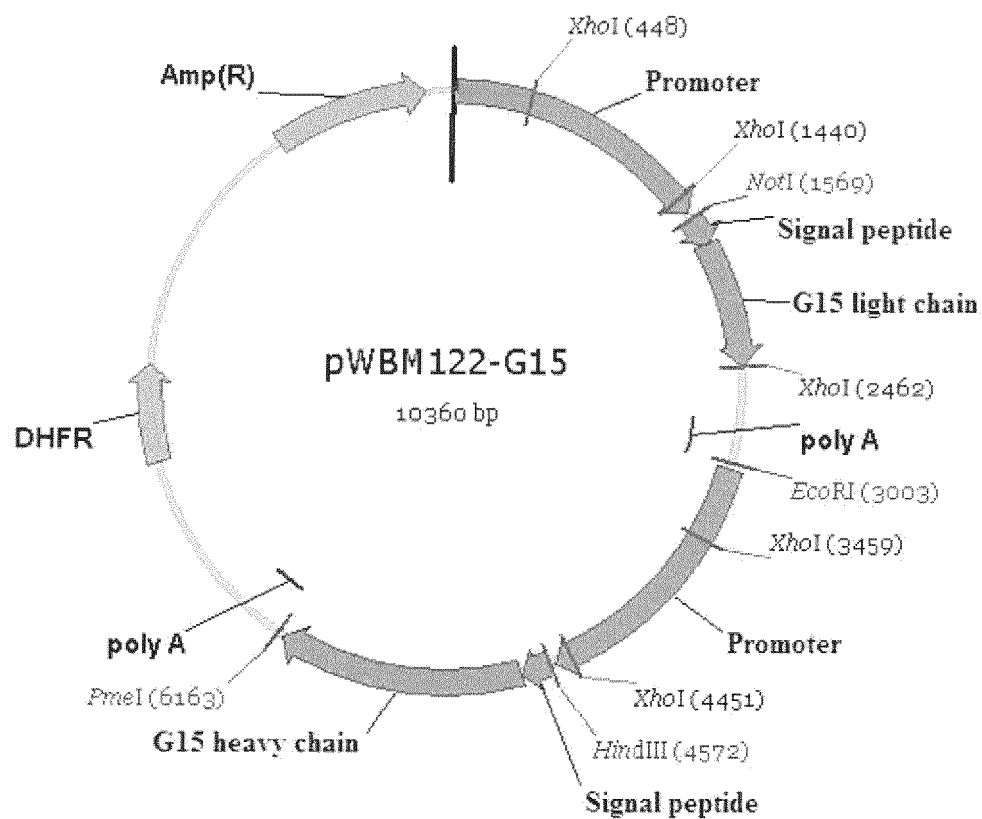 XhoI (448)
Amp(R)
Promoter
XhoI (1440)
NotI (1569)
Signal peptide
G15 light chain
pWBM122-G15
10360 bp
XhoI (2462)
DHFR
poly A
EcoRI (3003)
XhoI (3459)
Promoter
poly A
PmeI (6163)
XhoI (4451)
G15 heavy chain
HindIII (4572)
Signal peptide